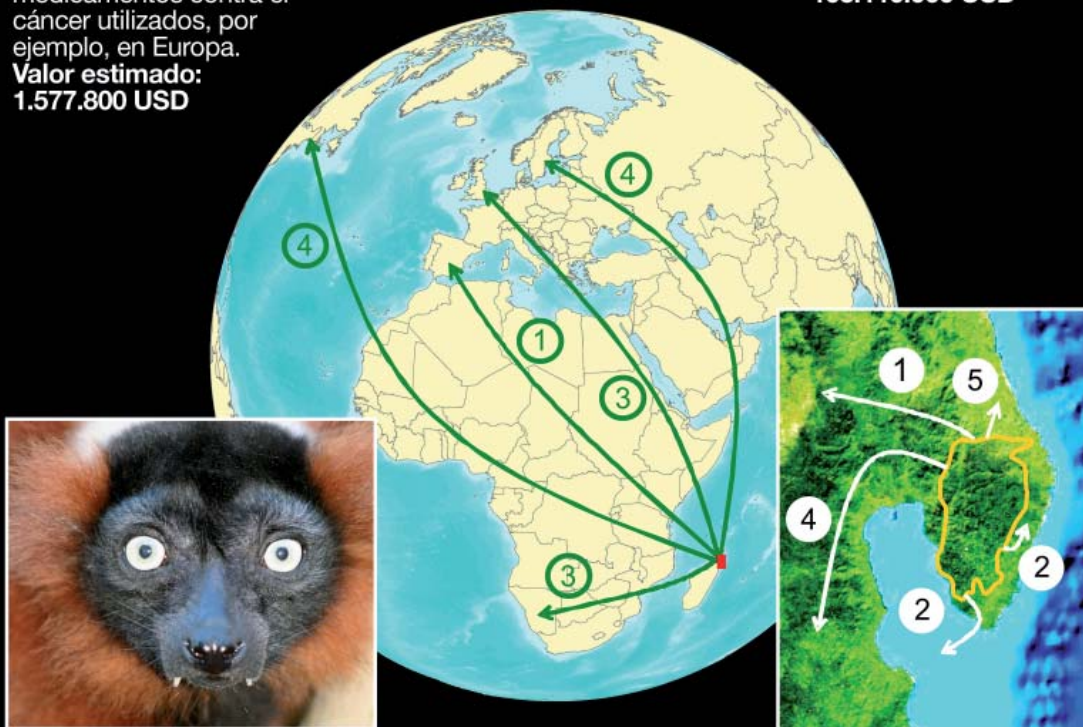 cáncer utilizados, por
ejemplo, en Europa.
Valor estimado:
1.577.800 USD
4
4
1
3
3
1
5
4
2
2